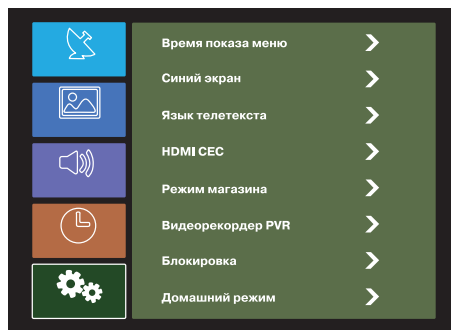 Время показа меню
Синий экран
Язык телетекста
HDMI CEC
Режим магазина
Видеорекордер PVR
Блокировка
Домашний режим